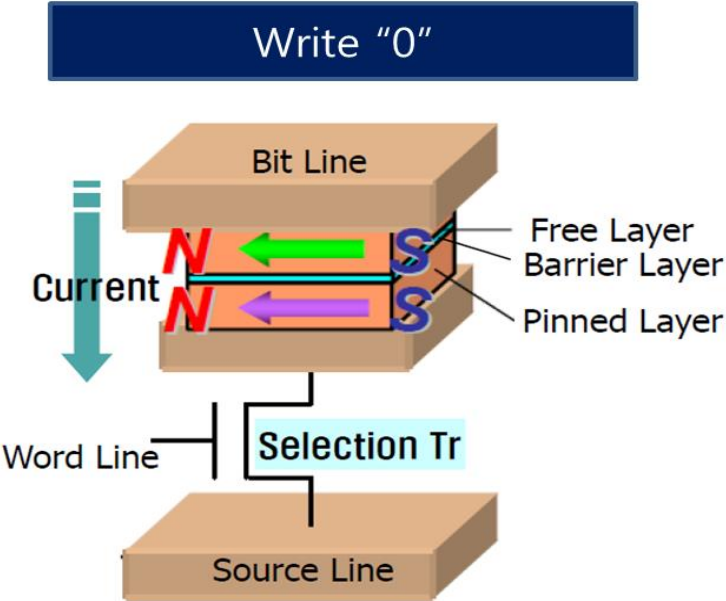 Write “0”
Bit Line
N S
Free Layer
Barrier Layer
Current
N S
Pinned Layer
Word Line
Selection Tr
Source Line